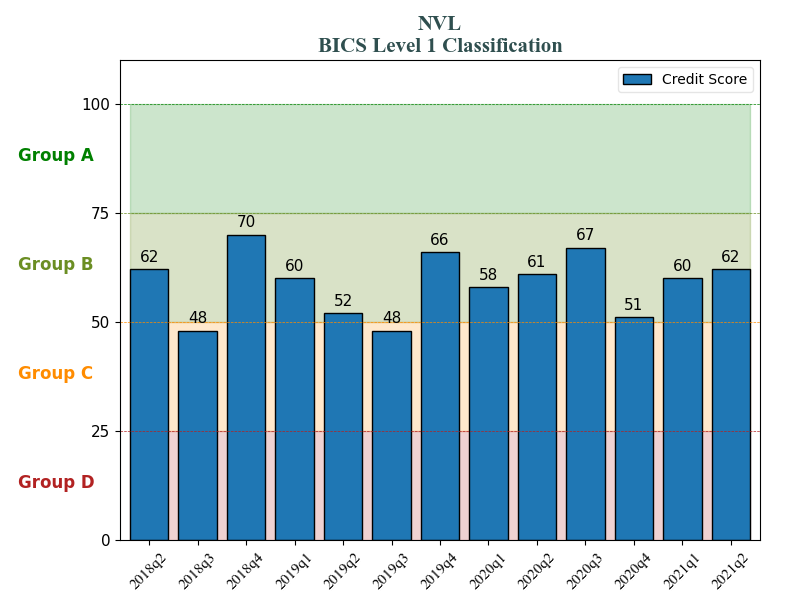 NVL
BICS Level 1 Classification
Credit Score
100
Group A
75
70
67
66
62
62
61
60
60
58
Group B
52
51
50
48
48
Group C
25
Group D
0
2018q2 2018q3 2018q4 2019q1 2019q2 2019q3 2019q4 2020q1 2020q2 2020q3 2020q4 2021q1 2021q2